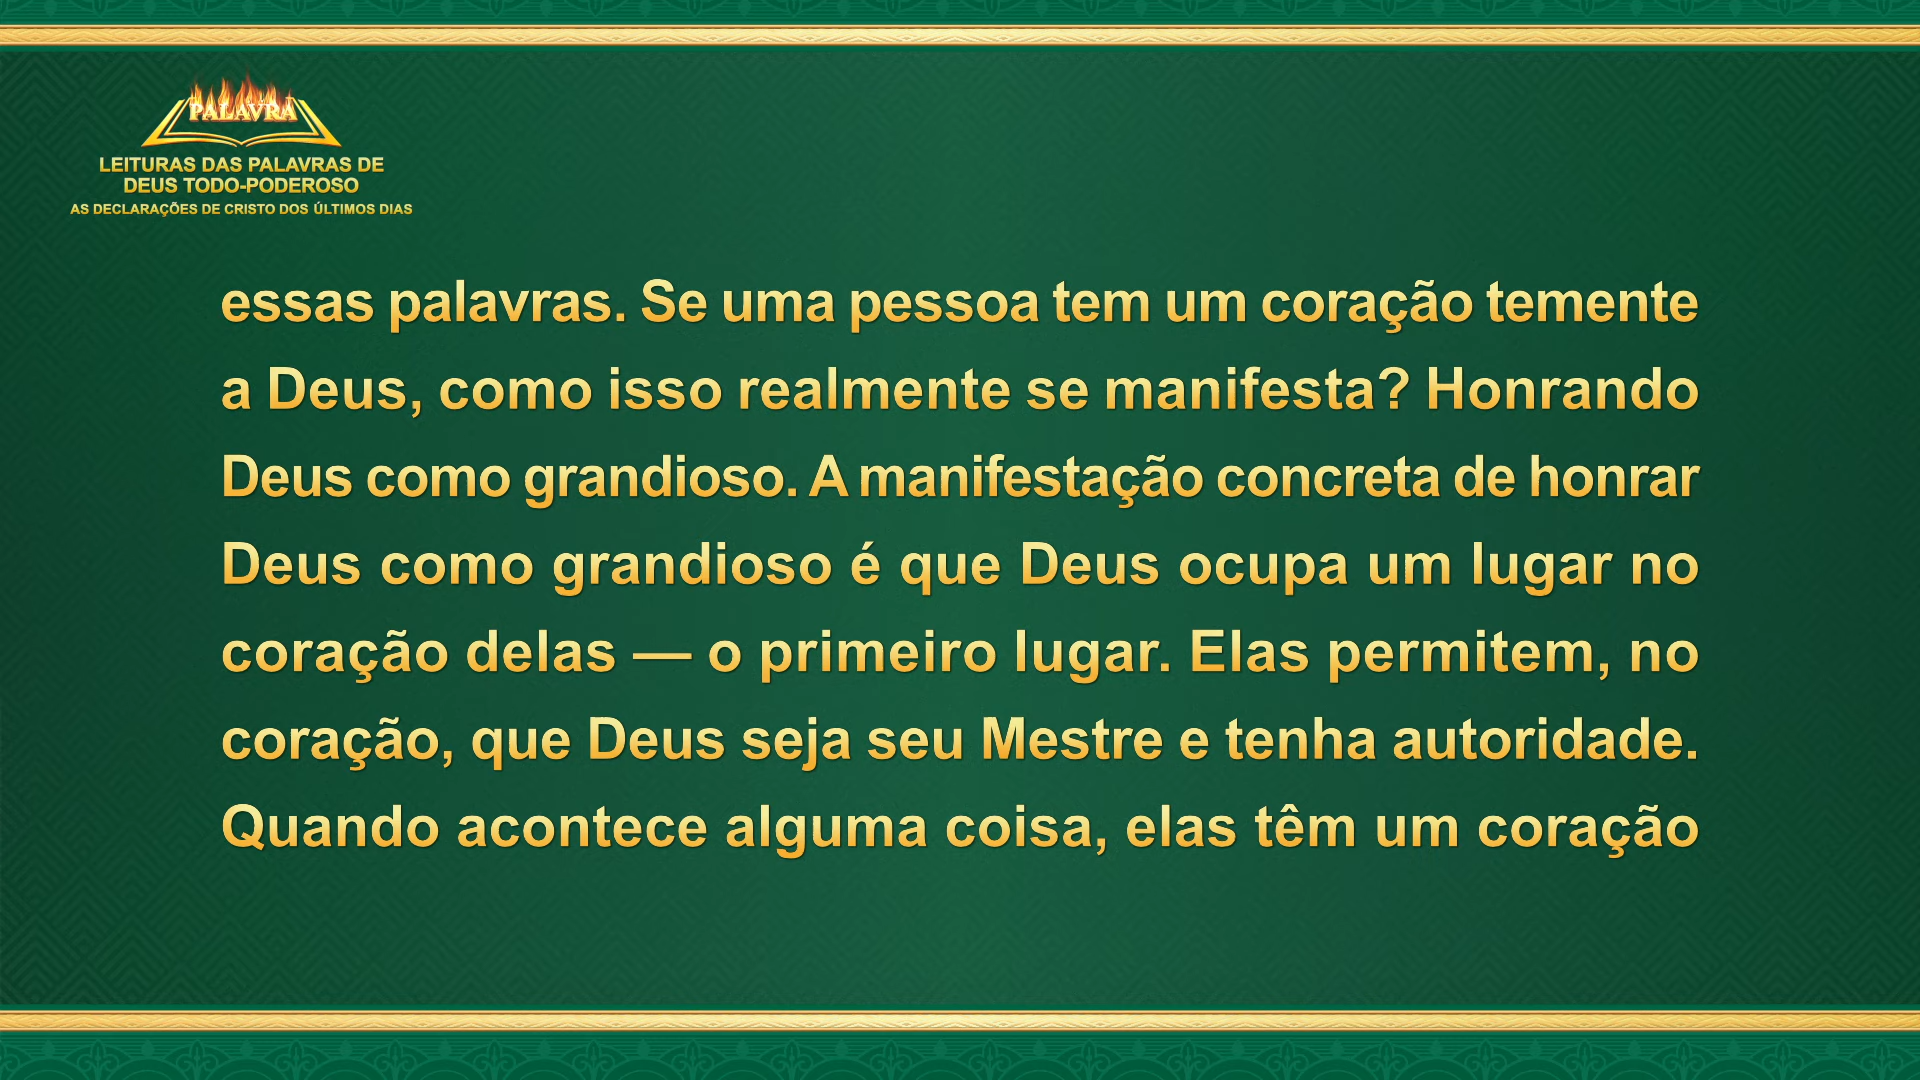 PALAVRA
LEITURAS DAS PALAVRAS DE
DEUS TODO-PODEROSO
AS DECLARAÇÕES DE CRISTO DOS ÚLTIMOS DIAS
essas palavras. Se uma pessoa tem um coração temente
a Deus, como isso realmente se manifesta? Honrando
Deus como grandioso. A manifestação concreta de honrar
Deus como grandioso é que Deus ocupa um lugar no
coração delas — o primeiro lugar. Elas permitem, no
coração, que Deus seja seu Mestre e tenha autoridade.
Quando acontece alguma coisa, elas têm um coração